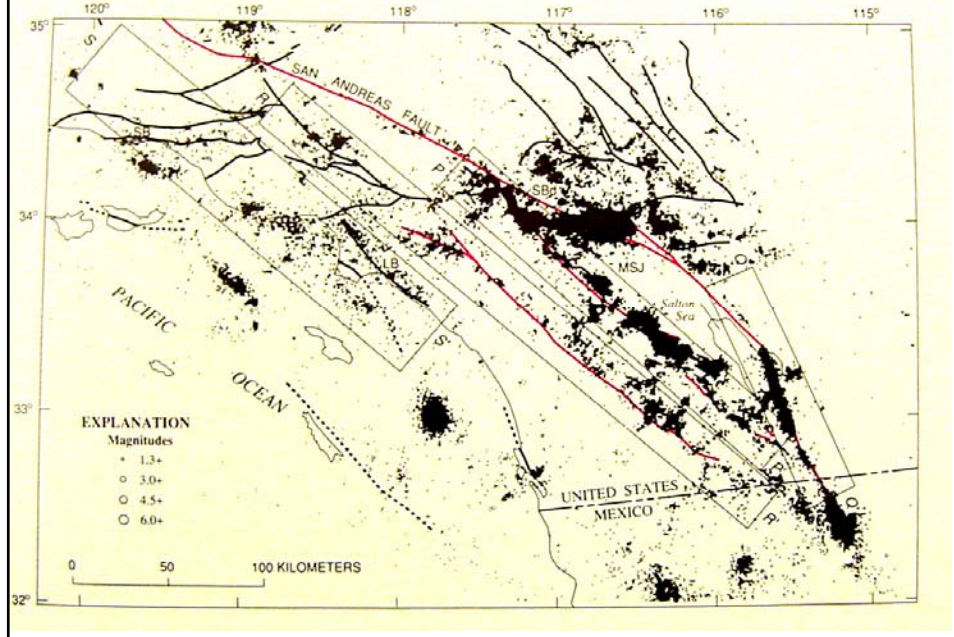 120° 119° 118° 117° 116° 115°
35°
34°
33°
32°
S
R
P
Q
SAN ANDREAS FAULT
SB
SBd
LB
MSJ
Salton
Sea
PACIFIC
OCEAN
S'
P'
R'
Q'
EXPLANATION
Magnitudes
1.3+
3.0+
4.5+
6.0+
UNITED STATES
MEXICO
0 50 100 KILOMETERS